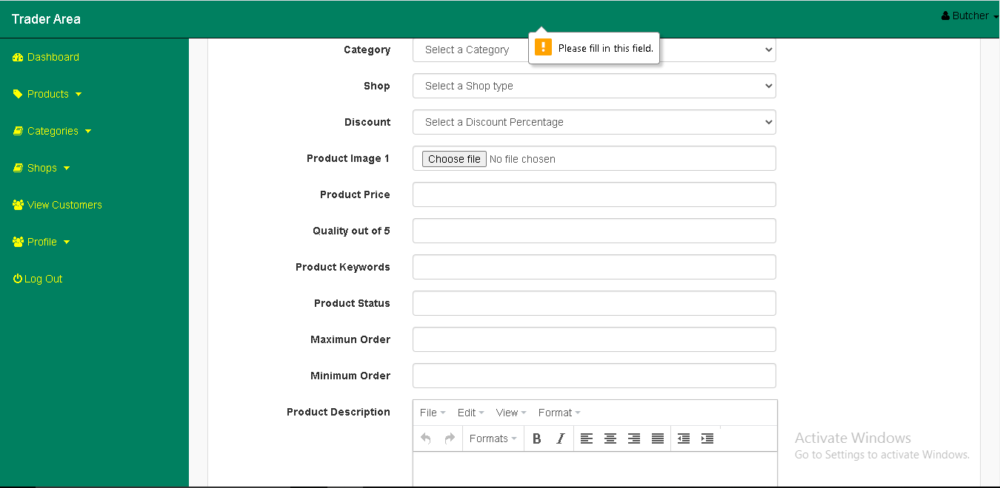 Trader Area
Butcher
Please fill in this field.
Dashboard
Products
Categories
Shops
View Customers
Profile
Log Out
Category Select a Category
Shop Select a Shop type
Discount Select a Discount Percentage
Product Image 1 Choose file No file chosen
Product Price
Quality out of 5
Product Keywords
Product Status
Maximun Order
Minimum Order
Product Description File Edit View Format
Formats B I
Activate Windows
Go to Settings to activate Windows.